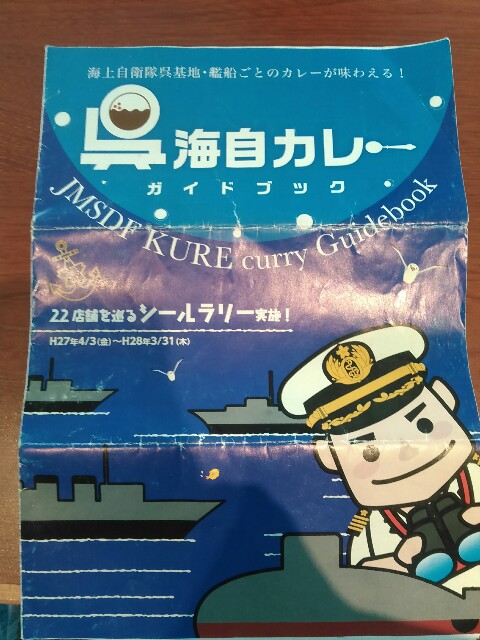 海上自衛隊呉基地・艦船ごとのカレーが味わえる！
呉海自カレー
ガイドブック
JMSDF KURE curry Guidebook
22店舗を巡るシールラリー実施！
H27年4/3(金)〜H28年3/31(木)